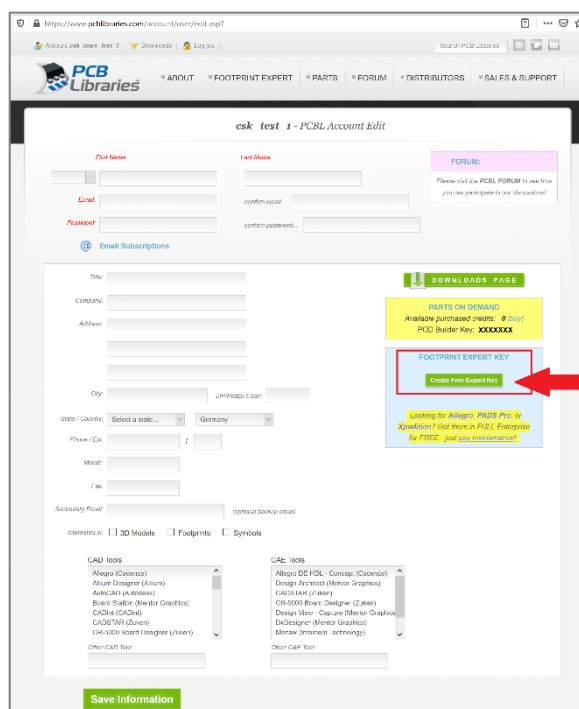 https://www.pcblibraries.com/account/user/edit.asp?
Account: csk marc test 1 Downloads Log out
Search PCB Libraries
PCB Libraries
ABOUT FOOTPRINT EXPERT PARTS FORUM DISTRIBUTORS SALES & SUPPORT
csk test 1 - PCBL Account Edit
First Name Last Name
Email: confirm email
Password: confirm password...
Email Subscriptions
FORUM:
Please visit the PCBL FORUM to see how
you can participate in our discussions!
Title:
Company:
Address:
City: ZIP/Postal Code:
State / Country: Select a state... Germany
Phone / Ext. /
Mobile:
Fax:
Secondary Email: (optional backup email)
Interested in: 3D Models Footprints Symbols
DOWNLOADS PAGE
PARTS ON DEMAND
Available purchased credits: 0 [buy]
POD Builder Key: XXXXXXX
FOOTPRINT EXPERT KEY
Create Free Expert Key
Looking for Allegro, PADS Pro, or
Xpedition? Get them in FULL Enterprise
for FREE - just pay maintenance!
CAD Tools
Allegro (Cadence)
Altium Designer (Altium)
AutoCAD (Autodesk)
Board Station (Mentor Graphics)
CADint (CADint)
CADSTAR (Zuken)
CR-5000 Board Designer (Zuken)
Other CAD Tool
CAE Tools
Allegro DE HDL - Concept (Cadence)
Design Architect (Mentor Graphics)
CADSTAR (Zuken)
CR-5000 Board Designer (Zuken)
Design View - Capture (Mentor Graphics
DxDesigner (Mentor Graphics)
Mozaix (Intercept Technology)
Other CAE Tool
Save Information